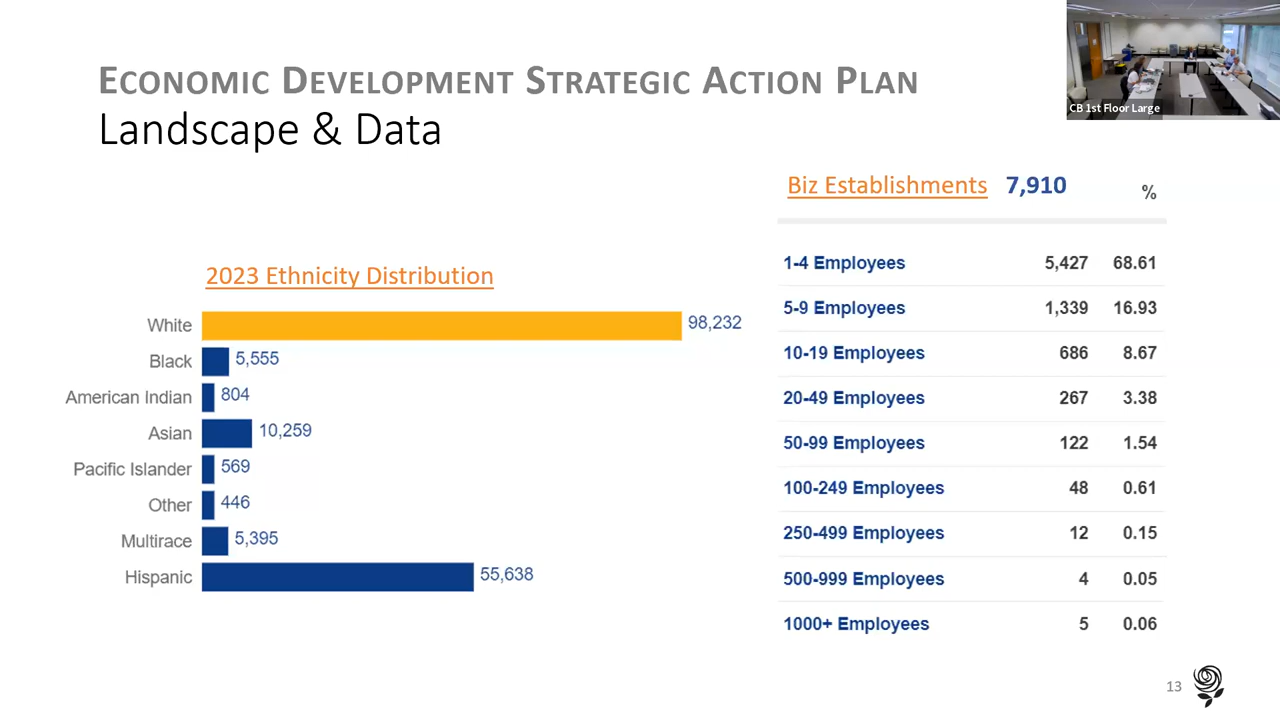 ECONOMIC DEVELOPMENT STRATEGIC ACTION PLAN
Landscape & Data
CB 1st Floor Large
2023 Ethnicity Distribution
White 98,232
Black 5,555
American Indian 804
Asian 10,259
Pacific Islander 569
Other 446
Multirace 5,395
Hispanic 55,638
Biz Establishments 7,910 %
1-4 Employees 5,427 68.61
5-9 Employees 1,339 16.93
10-19 Employees 686 8.67
20-49 Employees 267 3.38
50-99 Employees 122 1.54
100-249 Employees 48 0.61
250-499 Employees 12 0.15
500-999 Employees 4 0.05
1000+ Employees 5 0.06
13